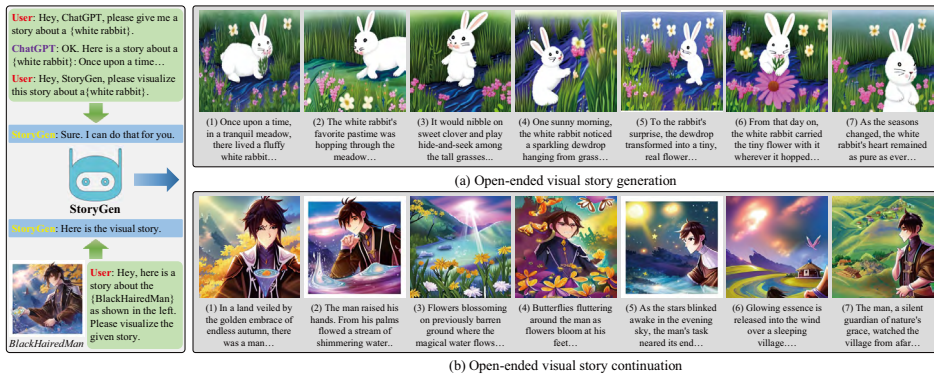 User: Hey, ChatGPT, please give me a
story about a {white rabbit}.
ChatGPT: OK. Here is a story about a
{white rabbit}: Once upon a time…
User: Hey, StoryGen, please visualize
this story about a{white rabbit}.
StoryGen: Sure. I can do that for you.
StoryGen
StoryGen: Here is the visual story.
User: Hey, here is a
story about the
{BlackHairedMan}
as shown in the left.
Please visualize the
given story.
BlackHairedMan
(1) Once upon a time,
in a tranquil meadow,
there lived a fluffy
white rabbit…
(2) The white rabbit's
favorite pastime was
hopping through the
meadow…
(3) It would nibble on
sweet clover and play
hide-and-seek among
the tall grasses...
(4) One sunny morning,
the white rabbit noticed
a sparkling dewdrop
hanging from grass…
(5) To the rabbit's
surprise, the dewdrop
transformed into a tiny,
real flower…
(6) From that day on,
the white rabbit carried
the tiny flower with it
wherever it hopped…
(7) As the seasons
changed, the white
rabbit's heart remained
as pure as ever…
(a) Open-ended visual story generation
(1) In a land veiled by
the golden embrace of
endless autumn, there
was a man…
(2) The man raised his
hands. From his palms
flowed a stream of
shimmering water..
(3) Flowers blossoming
on previously barren
ground where the
magical water flows…
(4) Butterflies fluttering
around the man as
flowers bloom at his
feet…
(5) As the stars blinked
awake in the evening
sky, the man's task
neared its end…
(6) Glowing essence is
released into the wind
over a sleeping
village.…
(7) The man, a silent
guardian of nature's
grace, watched the
village from afar…
(b) Open-ended visual story continuation